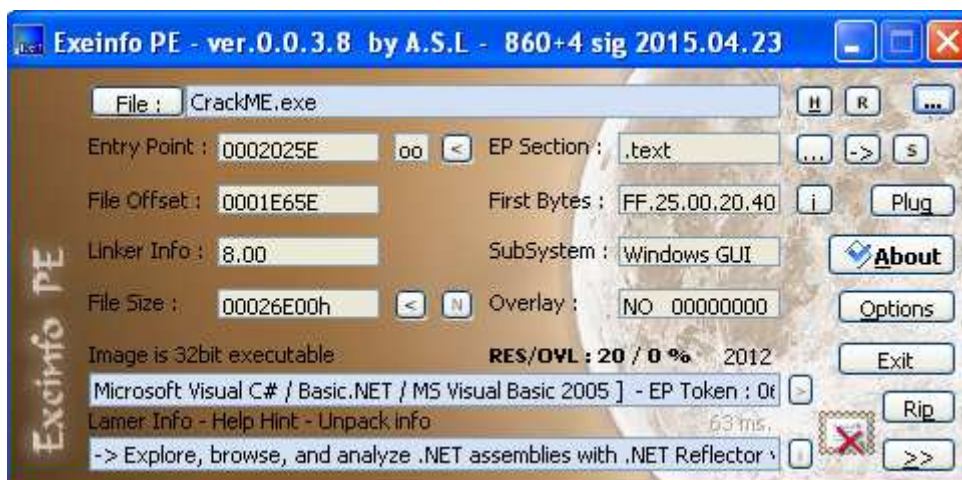 Exeinfo PE - ver.0.0.3.8 by A.S.L - 860+4 sig 2015.04.23
File : CrackME.exe H R ...
Entry Point : 0002025E oo < EP Section : .text ... -> S
File Offset : 0001E65E First Bytes : FF.25.00.20.40 i Plug
Linker Info : 8.00 SubSystem : Windows GUI About
File Size : 00026E00h < N Overlay : NO 00000000 Options
Image is 32bit executable RES/OVL : 20 / 0 % 2012 Exit
Microsoft Visual C# / Basic.NET / MS Visual Basic 2005 ] - EP Token : 06 >
Lamer Info - Help Hint - Unpack info 63 ms. Rip
-> Explore, browse, and analyze .NET assemblies with .NET Reflector >>
Exeinfo PE